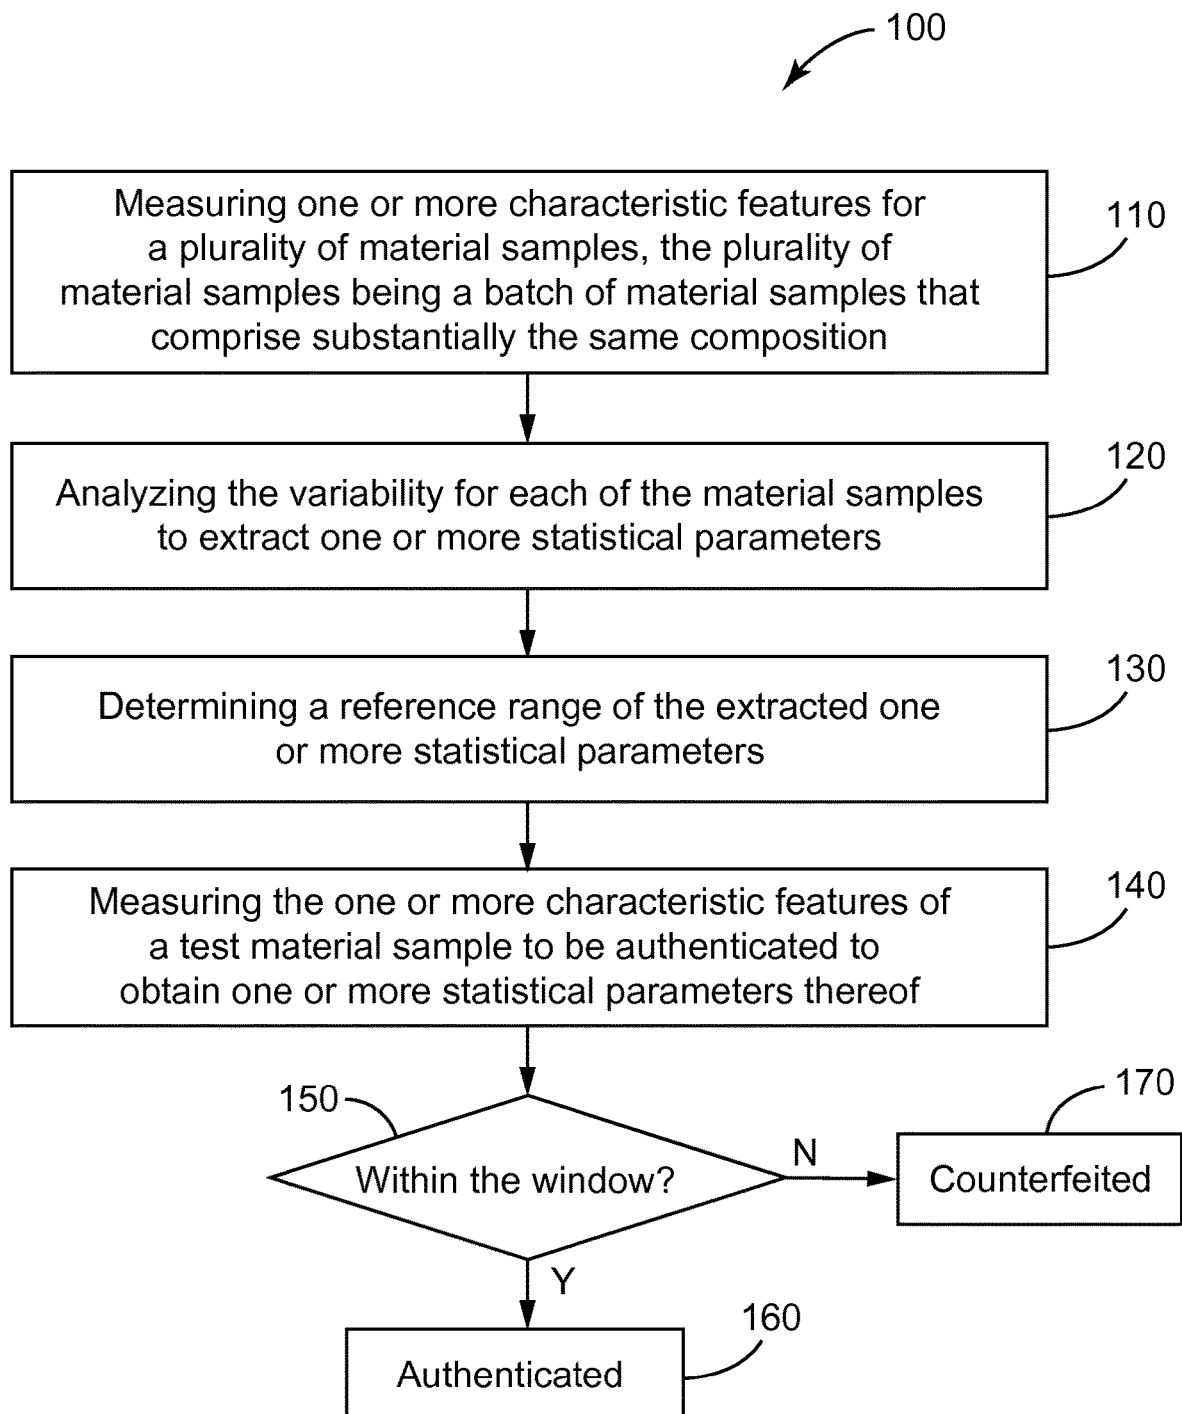 100
Measuring one or more characteristic features for
a plurality of material samples, the plurality of
material samples being a batch of material samples that
comprise substantially the same composition
110
Analyzing the variability for each of the material samples
to extract one or more statistical parameters
120
Determining a reference range of the extracted one
or more statistical parameters
130
Measuring the one or more characteristic features of
a test material sample to be authenticated to
obtain one or more statistical parameters thereof
140
150
Within the window?
N
170
Counterfeited
Y
160
Authenticated